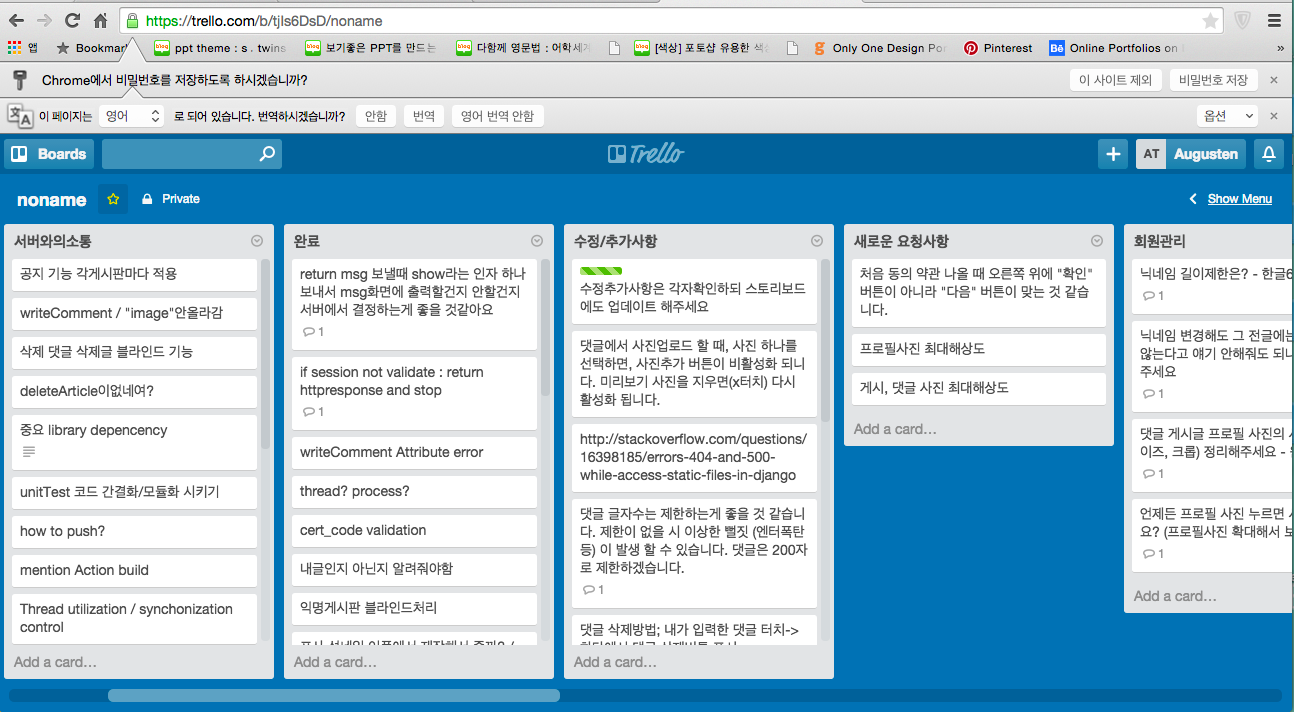 https://trello.com/b/tjIs6DsD/noname
앱
Bookmar
ppt theme : s . twins
보기좋은 PPT를 만드는
다함께 영문법 : 어학세계
[색상] 포토샵 유용한 색상
Only One Design Por
Pinterest
Online Portfolios on
Chrome에서 비밀번호를 저장하도록 하시겠습니까?
이 사이트 제외
비밀번호 저장
이 페이지는 영어 로 되어 있습니다. 번역하시겠습니까?
안함
번역
영어 번역 안함
옵션
Boards
Trello
AT
Augusten
noname
Private
Show Menu
서버와의소통
공지 기능 각게시판마다 적용
writeComment / "image"안올라감
삭제 댓글 삭제글 블라인드 기능
deleteArticle이없네여?
중요 library depencency
unitTest 코드 간결화/모듈화 시키기
how to push?
mention Action build
Thread utilization / synchonization
control
Add a card…
완료
return msg 보낼때 show라는 인자 하나
보내서 msg화면에 출력할건지 안할건지
서버에서 결정하는게 좋을 것같아요
1
if session not validate : return
httpresponse and stop
1
writeComment Attribute error
thread? process?
cert_code validation
내글인지 아닌지 알려줘야함
익명게시판 블라인드처리
Add a card…
수정/추가사항
수정추가사항은 각자확인하되 스토리보드
에도 업데이트 해주세요
댓글에서 사진업로드 할 때, 사진 하나를
선택하면, 사진추가 버튼이 비활성화 되니
다. 미리보기 사진을 지우면(x터치) 다시
활성화 됩니다.
http://stackoverflow.com/questions/
16398185/errors-404-and-500-
while-access-static-files-in-django
댓글 글자수는 제한하는게 좋을 것 같습니
다. 제한이 없을 시 이상한 뻘짓 (엔터폭탄
등) 이 발생 할 수 있습니다. 댓글은 200자
로 제한하겠습니다.
1
댓글 삭제방법; 내가 입력한 댓글 터치->
Add a card…
새로운 요청사항
처음 동의 약관 나올 때 오른쪽 위에 "확인"
버튼이 아니라 "다음" 버튼이 맞는 것 같습
니다.
프로필사진 최대해상도
게시, 댓글 사진 최대해상도
Add a card…
회원관리
닉네임 길이제한은? - 한글6
1
닉네임 변경해도 그 전글에는
않는다고 얘기 안해줘도 되니
주세요
1
댓글 게시글 프로필 사진의 사
이즈, 크롭) 정리해주세요 -
1
언제든 프로필 사진 누르면
요? (프로필사진 확대해서 보
1
Add a card…